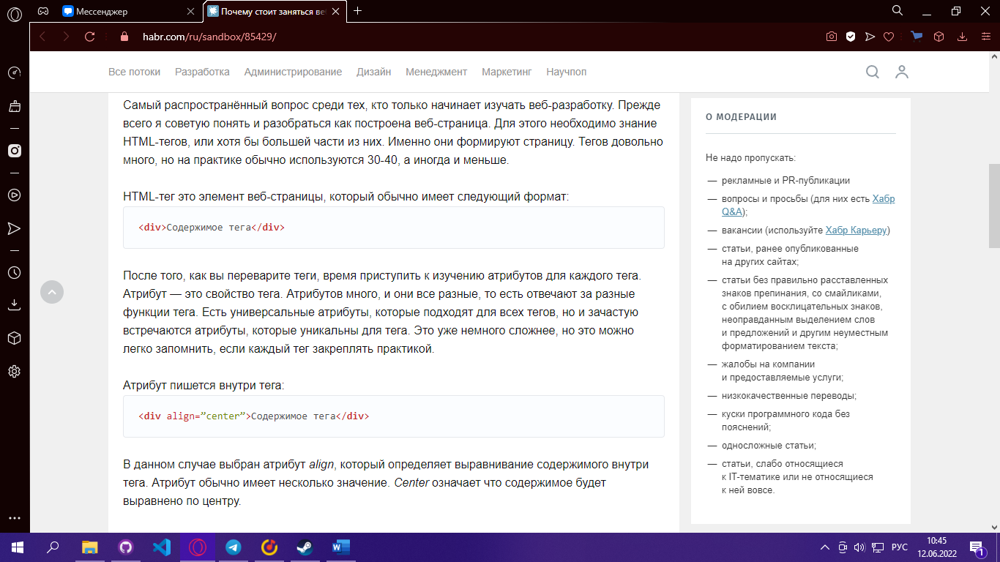 Мессенджер
Почему стоит заняться ве
habr.com/ru/sandbox/85429/
Все потоки Разработка Администрирование Дизайн Менеджмент Маркетинг Научпоп
Самый распространённый вопрос среди тех, кто только начинает изучать веб-разработку. Прежде
всего я советую понять и разобраться как построена веб-страница. Для этого необходимо знание
HTML-тегов, или хотя бы большей части из них. Именно они формируют страницу. Тегов довольно
много, но на практике обычно используются 30-40, а иногда и меньше.
HTML-тег это элемент веб-страницы, который обычно имеет следующий формат:
<div>Содержимое тега</div>
После того, как вы переварите теги, время приступить к изучению атрибутов для каждого тега.
Атрибут — это свойство тега. Атрибутов много, и они все разные, то есть отвечают за разные
функции тега. Есть универсальные атрибуты, которые подходят для всех тегов, но и зачастую
встречаются атрибуты, которые уникальны для тега. Это уже немного сложнее, но это можно
легко запомнить, если каждый тег закреплять практикой.
Атрибут пишется внутри тега:
<div align=”center”>Содержимое тега</div>
В данном случае выбран атрибут align, который определяет выравнивание содержимого внутри
тега. Атрибут обычно имеет несколько значение. Center означает что содержимое будет
выравнено по центру.
О МОДЕРАЦИИ
Не надо пропускать:
— рекламные и PR-публикации
— вопросы и просьбы (для них есть Хабр
Q&A);
— вакансии (используйте Хабр Карьеру)
— статьи, ранее опубликованные
на других сайтах;
— статьи без правильно расставленных
знаков препинания, со смайликами,
с обилием восклицательных знаков,
неоправданным выделением слов
и предложений и другим неуместным
форматированием текста;
— жалобы на компании
и предоставляемые услуги;
— низкокачественные переводы;
— куски программного кода без
пояснений;
— односложные статьи;
— статьи, слабо относящиеся
к IT-тематике или не относящиеся
к ней вовсе.
РУС
10:45
12.06.2022
1